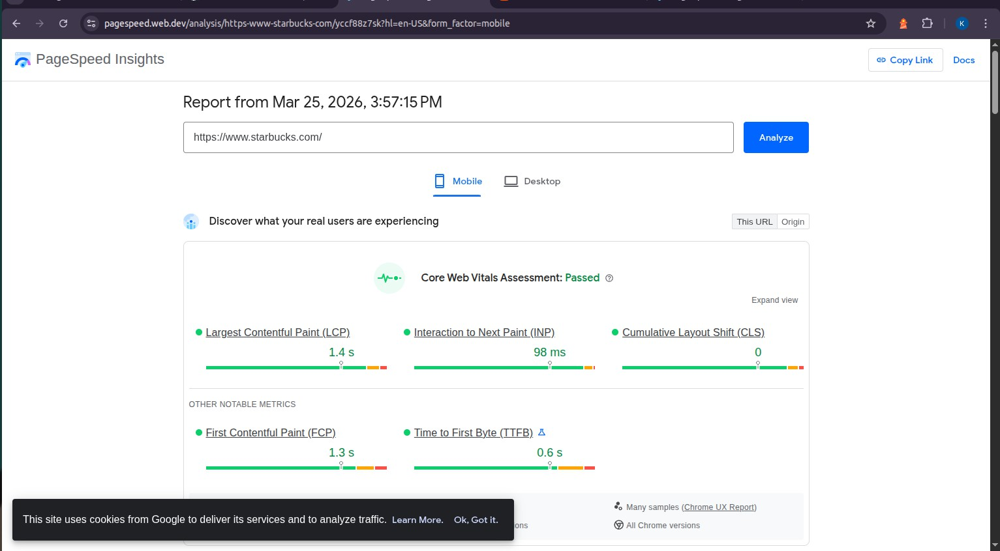 pagespeed.web.dev/analysis/https-www-starbucks-com/yccf88z7sk?hl=en-US&form_factor=mobile
K
PageSpeed Insights
Copy Link
Docs
Report from Mar 25, 2026, 3:57:15 PM
https://www.starbucks.com/
Analyze
Mobile
Desktop
Discover what your real users are experiencing
This URL
Origin
Core Web Vitals Assessment: Passed
Expand view
Largest Contentful Paint (LCP)
1.4 s
Interaction to Next Paint (INP)
98 ms
Cumulative Layout Shift (CLS)
0
OTHER NOTABLE METRICS
First Contentful Paint (FCP)
1.3 s
Time to First Byte (TTFB)
0.6 s
Many samples (Chrome UX Report)
All Chrome versions
This site uses cookies from Google to deliver its services and to analyze traffic. Learn More. Ok, Got it.